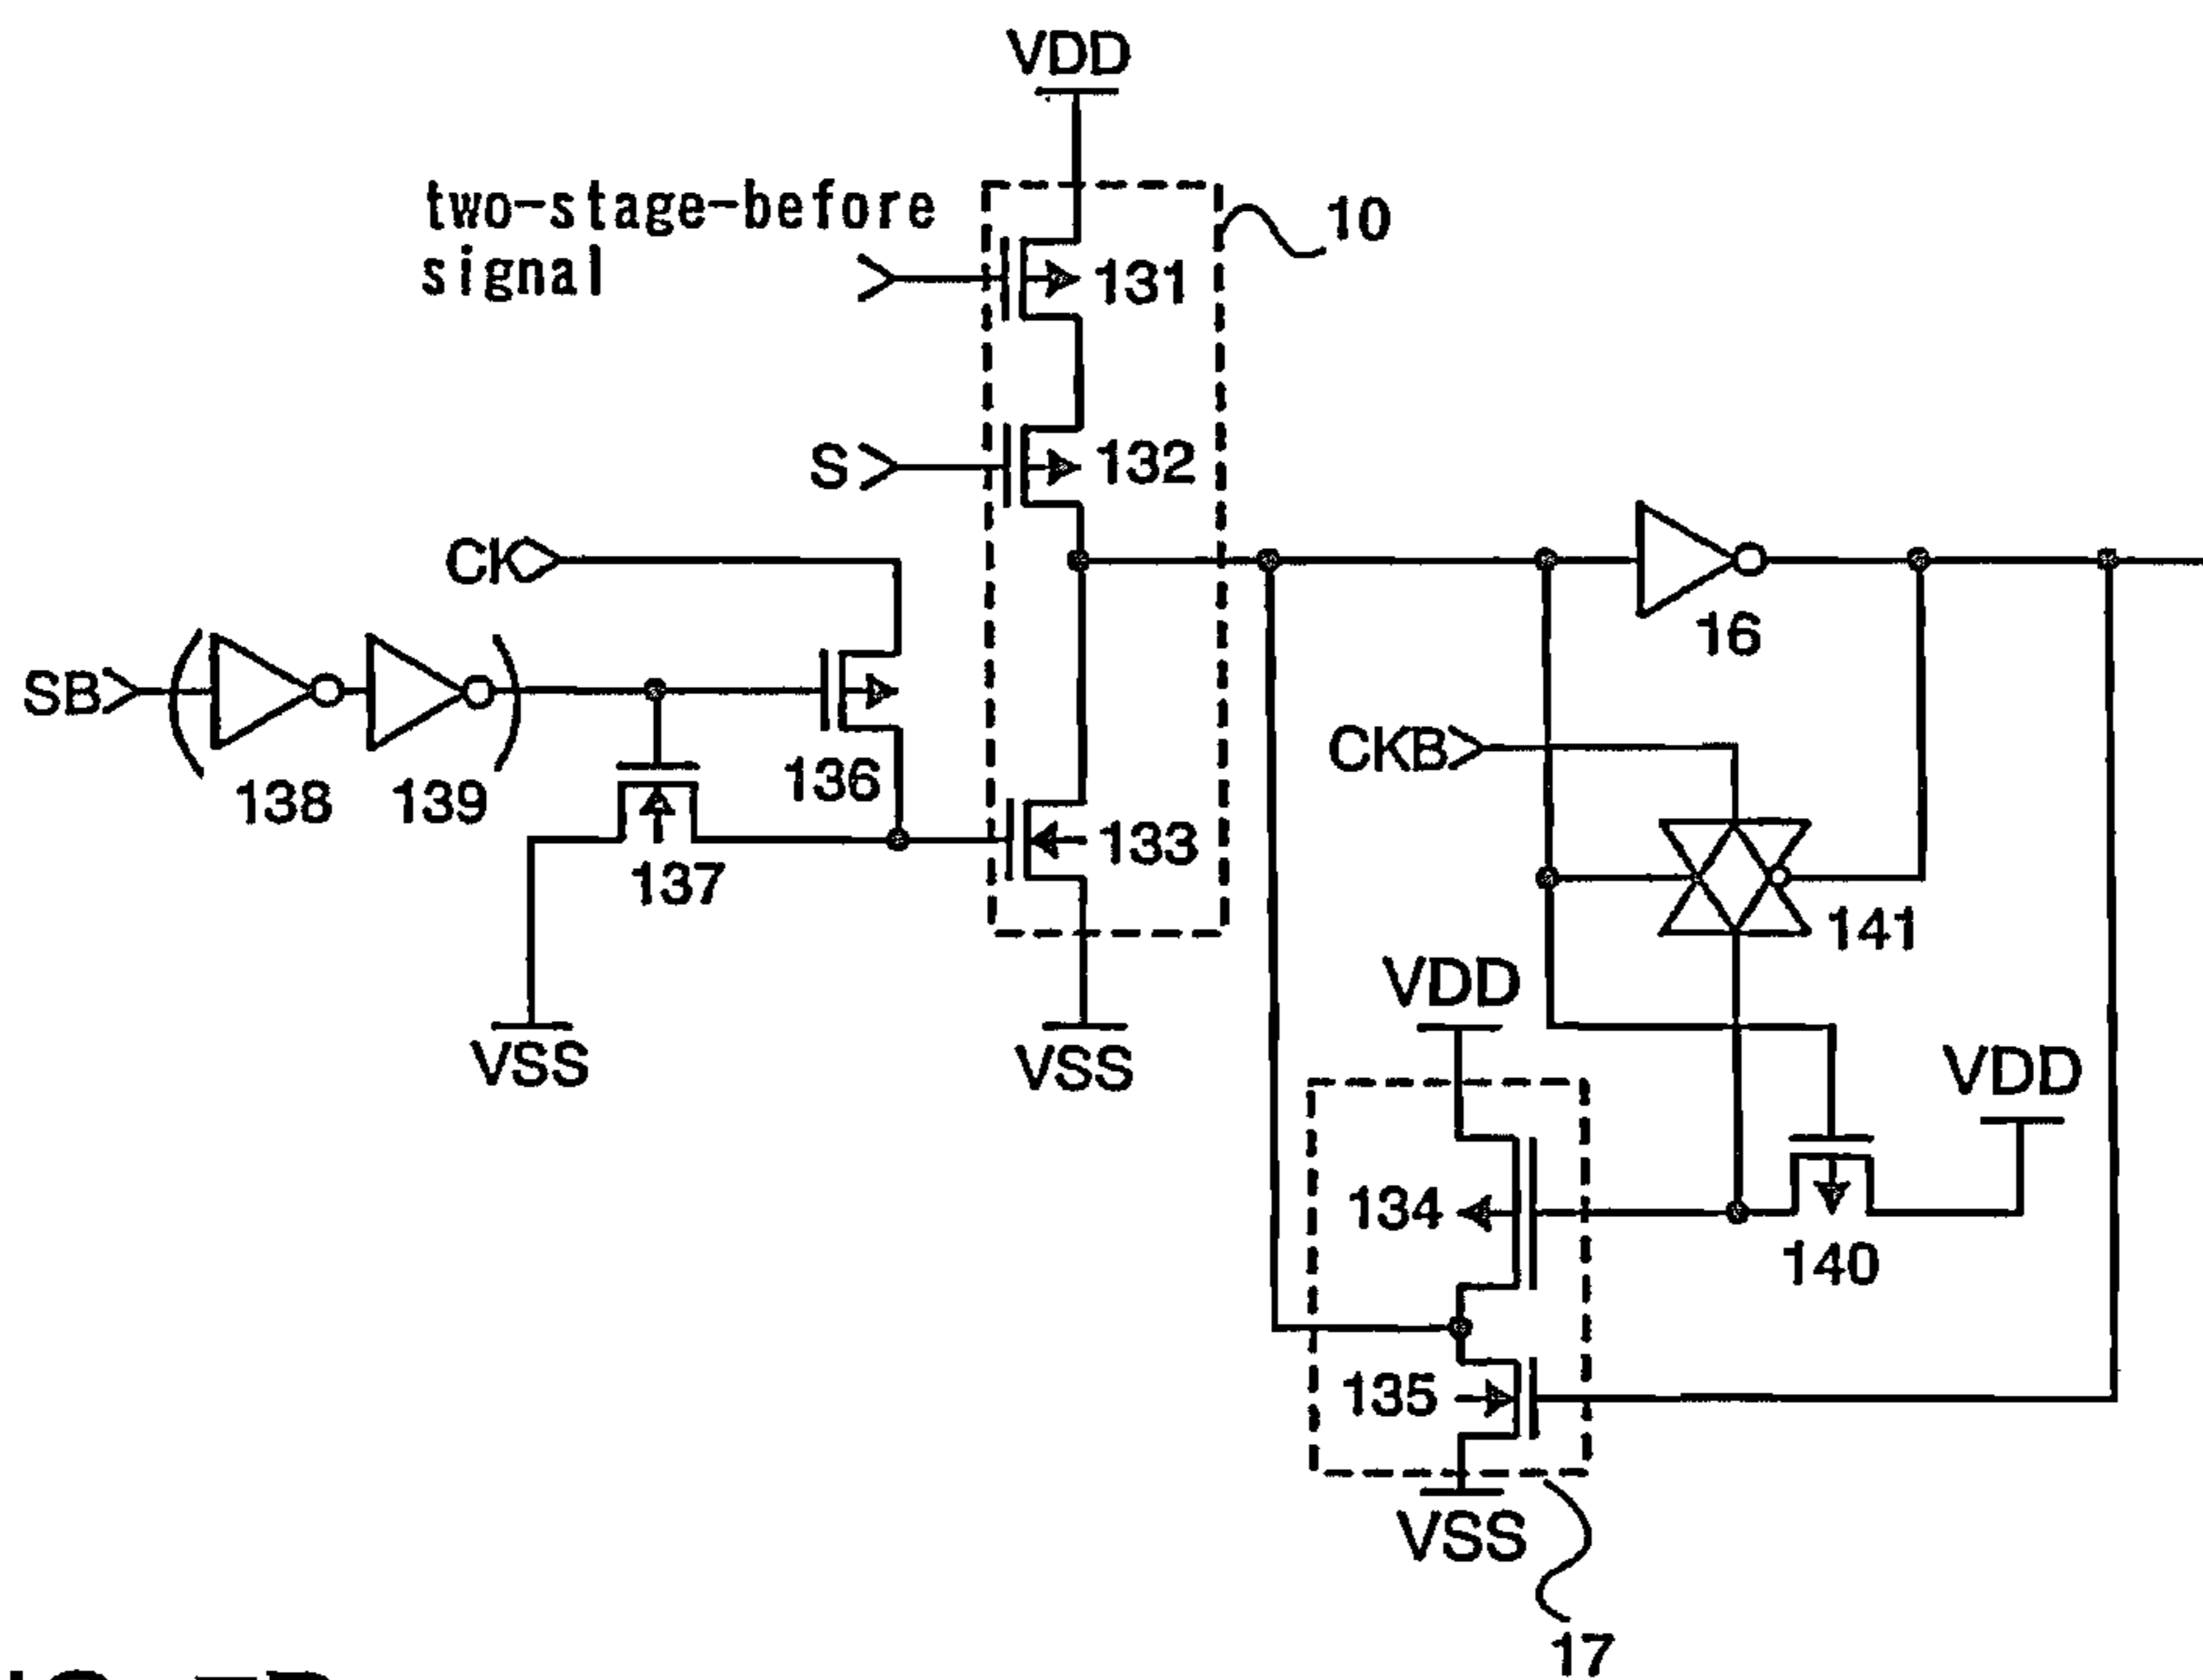 VDD
two-stage-before
signal
10
131
S
132
CK
16
SB
CKB
136
138
139
133
137
141
VDD
VSS
VSS
VDD
134
140
135
VSS
17